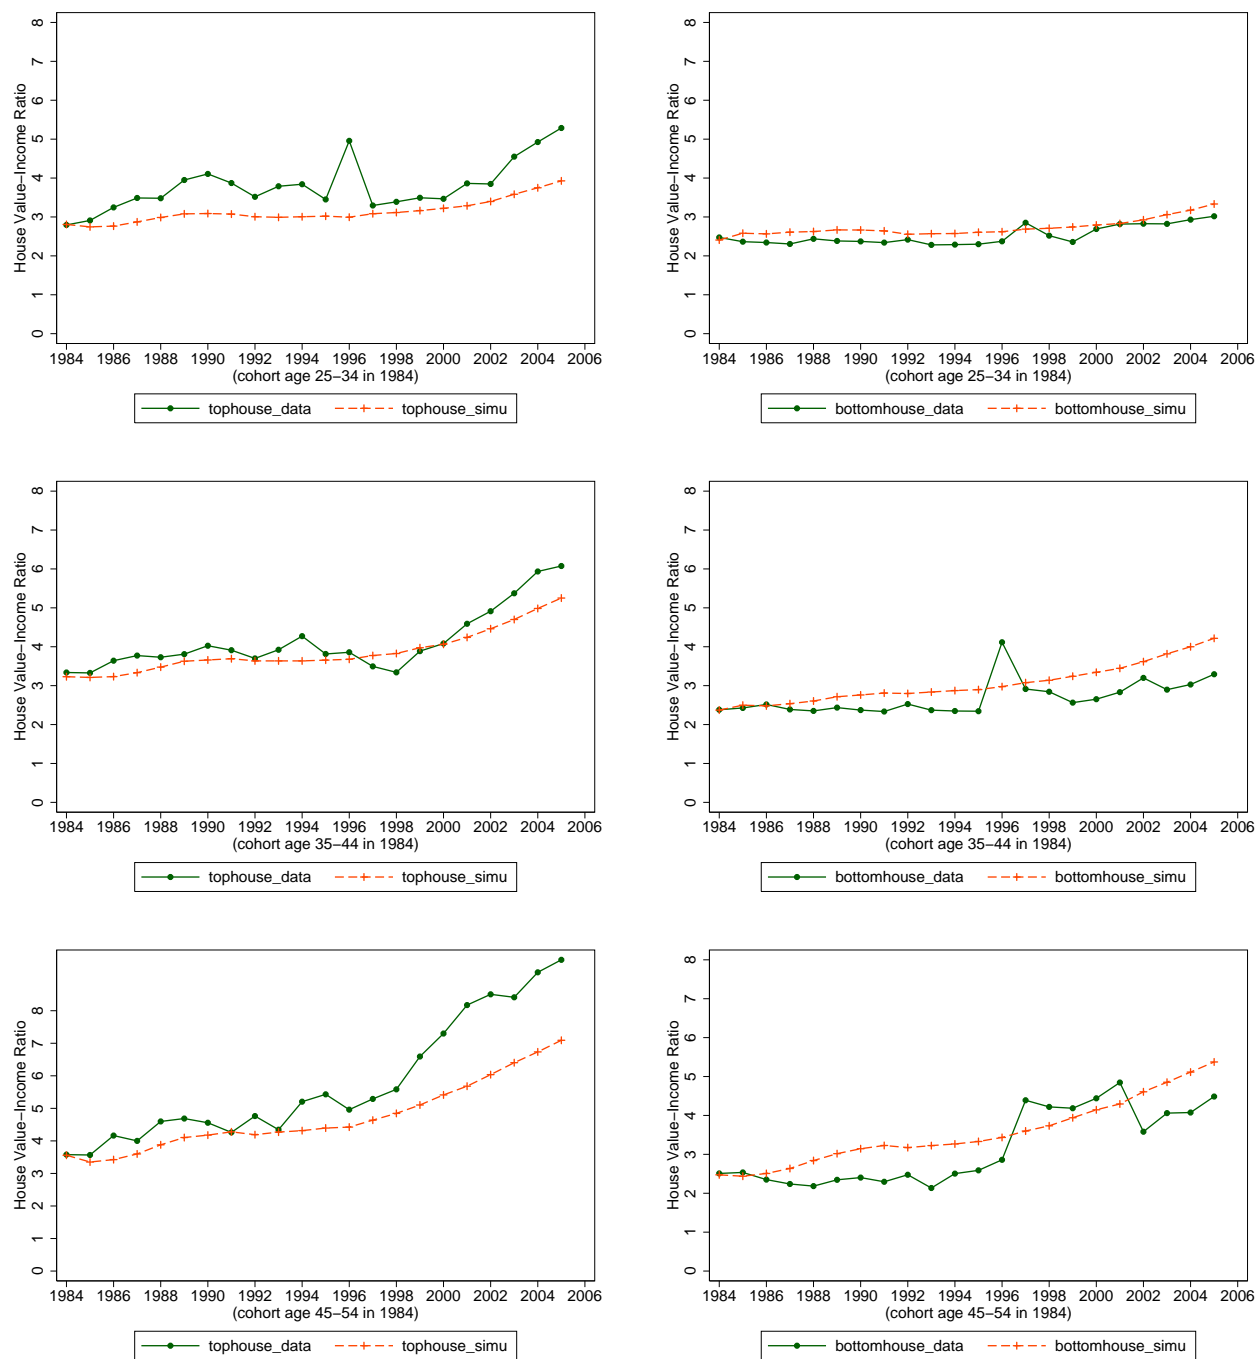 House Value−Income Ratio
8
7
6
5
4
3
2
1
0
1984 1986 1988 1990 1992 1994 1996 1998 2000 2002 2004 2006
(cohort age 25−34 in 1984)
tophouse_data tophouse_simu
House Value−Income Ratio
8
7
6
5
4
3
2
1
0
1984 1986 1988 1990 1992 1994 1996 1998 2000 2002 2004 2006
(cohort age 25−34 in 1984)
bottomhouse_data bottomhouse_simu
House Value−Income Ratio
8
7
6
5
4
3
2
1
0
1984 1986 1988 1990 1992 1994 1996 1998 2000 2002 2004 2006
(cohort age 35−44 in 1984)
tophouse_data tophouse_simu
House Value−Income Ratio
8
7
6
5
4
3
2
1
0
1984 1986 1988 1990 1992 1994 1996 1998 2000 2002 2004 2006
(cohort age 35−44 in 1984)
bottomhouse_data bottomhouse_simu
House Value−Income Ratio
8
7
6
5
4
3
2
1
0
1984 1986 1988 1990 1992 1994 1996 1998 2000 2002 2004 2006
(cohort age 45−54 in 1984)
tophouse_data tophouse_simu
House Value−Income Ratio
8
7
6
5
4
3
2
1
0
1984 1986 1988 1990 1992 1994 1996 1998 2000 2002 2004 2006
(cohort age 45−54 in 1984)
bottomhouse_data bottomhouse_simu